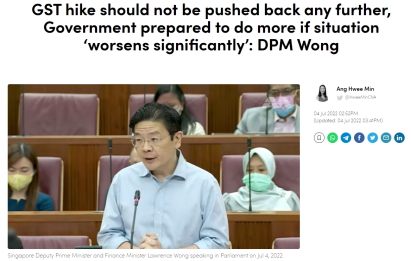 GST hike should not be pushed back any further,
Government prepared to do more if situation
‘worsens significantly’: DPM Wong
Ang Hwee Min
@HweeMinCNA
04 Jul 2022 02:52PM
(Updated: 04 Jul 2022 03:41PM)
Singapore Deputy Prime Minister and Finance Minister Lawrence Wong speaking in Parliament on Jul 4, 2022.